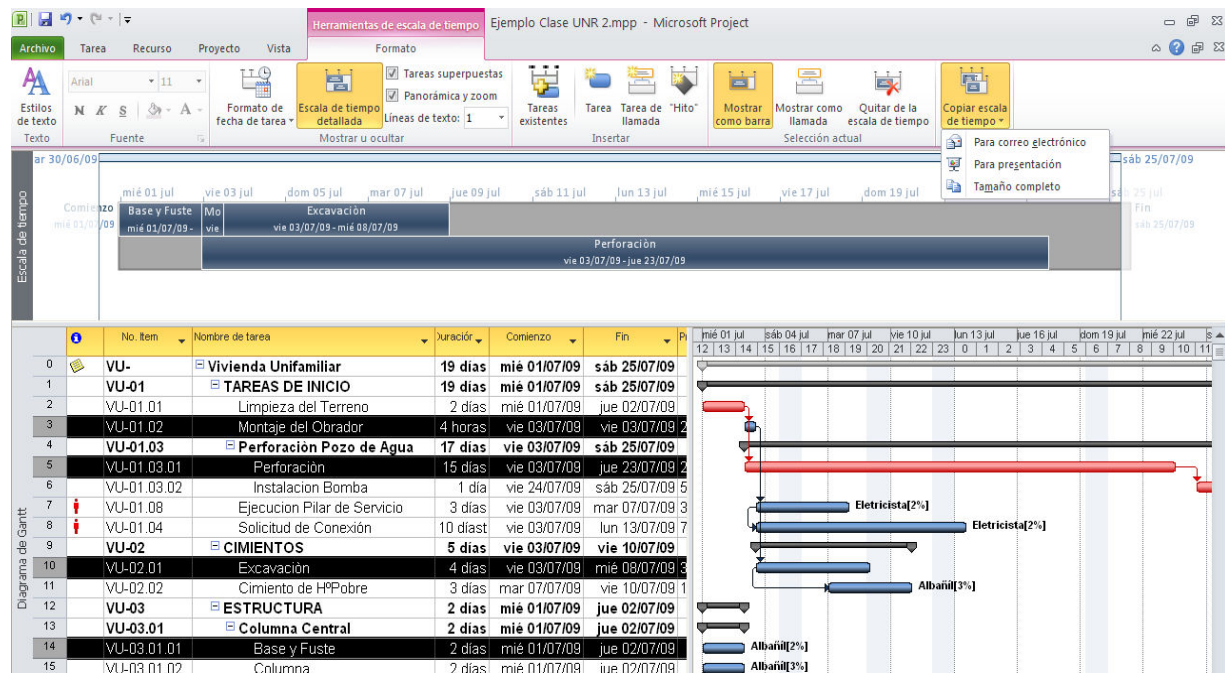 Herramientas de escala de tiempo Ejemplo Clase UNR 2.mpp - Microsoft Project
Archivo Tarea Recurso Proyecto Vista Formato
Estilos de texto
Arial 11
N K S A
Texto Fuente
Formato de fecha de tarea
Escala de tiempo detallada
Tareas superpuestas
Panorámica y zoom
Líneas de texto: 1
Mostrar u ocultar
Tareas existentes
Tarea
Tarea de llamada
"Hito"
Insertar
Mostrar como barra
Mostrar como llamada
Quitar de la escala de tiempo
Selección actual
Copiar escala de tiempo
Para correo electrónico
Para presentación
Tamaño completo
Escala de tiempo
ar 30/06/09 sáb 25/07/09
mié 01 jul vie 03 jul dom 05 jul mar 07 jul jue 09 jul sáb 11 jul lun 13 jul mié 15 jul vie 17 jul dom 19 jul
Comienzo
mié 01/07/09
Base y Fuste
mié 01/07/09 -
Mo
vie
Excavaciòn
vie 03/07/09 - mié 08/07/09
Fin
sáb 25/07/09
Perforaciòn
vie 03/07/09 - jue 23/07/09
Diagrama de Gantt
No. Item Nombre de tarea Duraciór Comienzo Fin
mié 01 jul sáb 04 jul mar 07 jul vie 10 jul lun 13 jul jue 16 jul dom 19 jul mié 22 jul s
12 13 14 15 16 17 18 19 20 21 22 23 0 1 2 3 4 5 6 7 8 9 10 11
0 VU- Vivienda Unifamiliar 19 días mié 01/07/09 sáb 25/07/09
1 VU-01 TAREAS DE INICIO 19 días mié 01/07/09 sáb 25/07/09
2 VU-01.01 Limpieza del Terreno 2 días mié 01/07/09 jue 02/07/09
3 VU-01.02 Montaje del Obrador 4 horas vie 03/07/09 vie 03/07/09 2
4 VU-01.03 Perforaciòn Pozo de Agua 17 días vie 03/07/09 sáb 25/07/09
5 VU-01.03.01 Perforaciòn 15 días vie 03/07/09 jue 23/07/09 2
6 VU-01.03.02 Instalacion Bomba 1 día vie 24/07/09 sáb 25/07/09 5
7 VU-01.08 Ejecucion Pilar de Servicio 3 días vie 03/07/09 mar 07/07/09 3 Eletricista[2%]
8 VU-01.04 Solicitud de Conexión 10 díast vie 03/07/09 lun 13/07/09 7 Eletricista[2%]
9 VU-02 CIMIENTOS 5 días vie 03/07/09 vie 10/07/09
10 VU-02.01 Excavaciòn 4 días vie 03/07/09 mié 08/07/09 3
11 VU-02.02 Cimiento de HºPobre 3 días mar 07/07/09 vie 10/07/09 1 Albañil[3%]
12 VU-03 ESTRUCTURA 2 días mié 01/07/09 jue 02/07/09
13 VU-03.01 Columna Central 2 días mié 01/07/09 jue 02/07/09
14 VU-03.01.01 Base y Fuste 2 días mié 01/07/09 jue 02/07/09 Albañil[2%]
15 VU-03.01.02 Columna 2 días mié 01/07/09 jue 02/07/09 Albañil[3%]